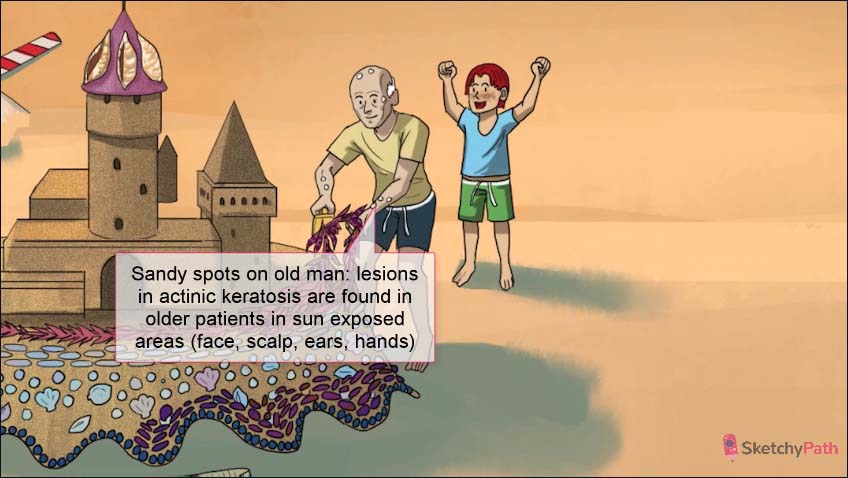 Sandy spots on old man: lesions
in actinic keratosis are found in
older patients in sun exposed
areas (face, scalp, ears, hands)
SketchyPath